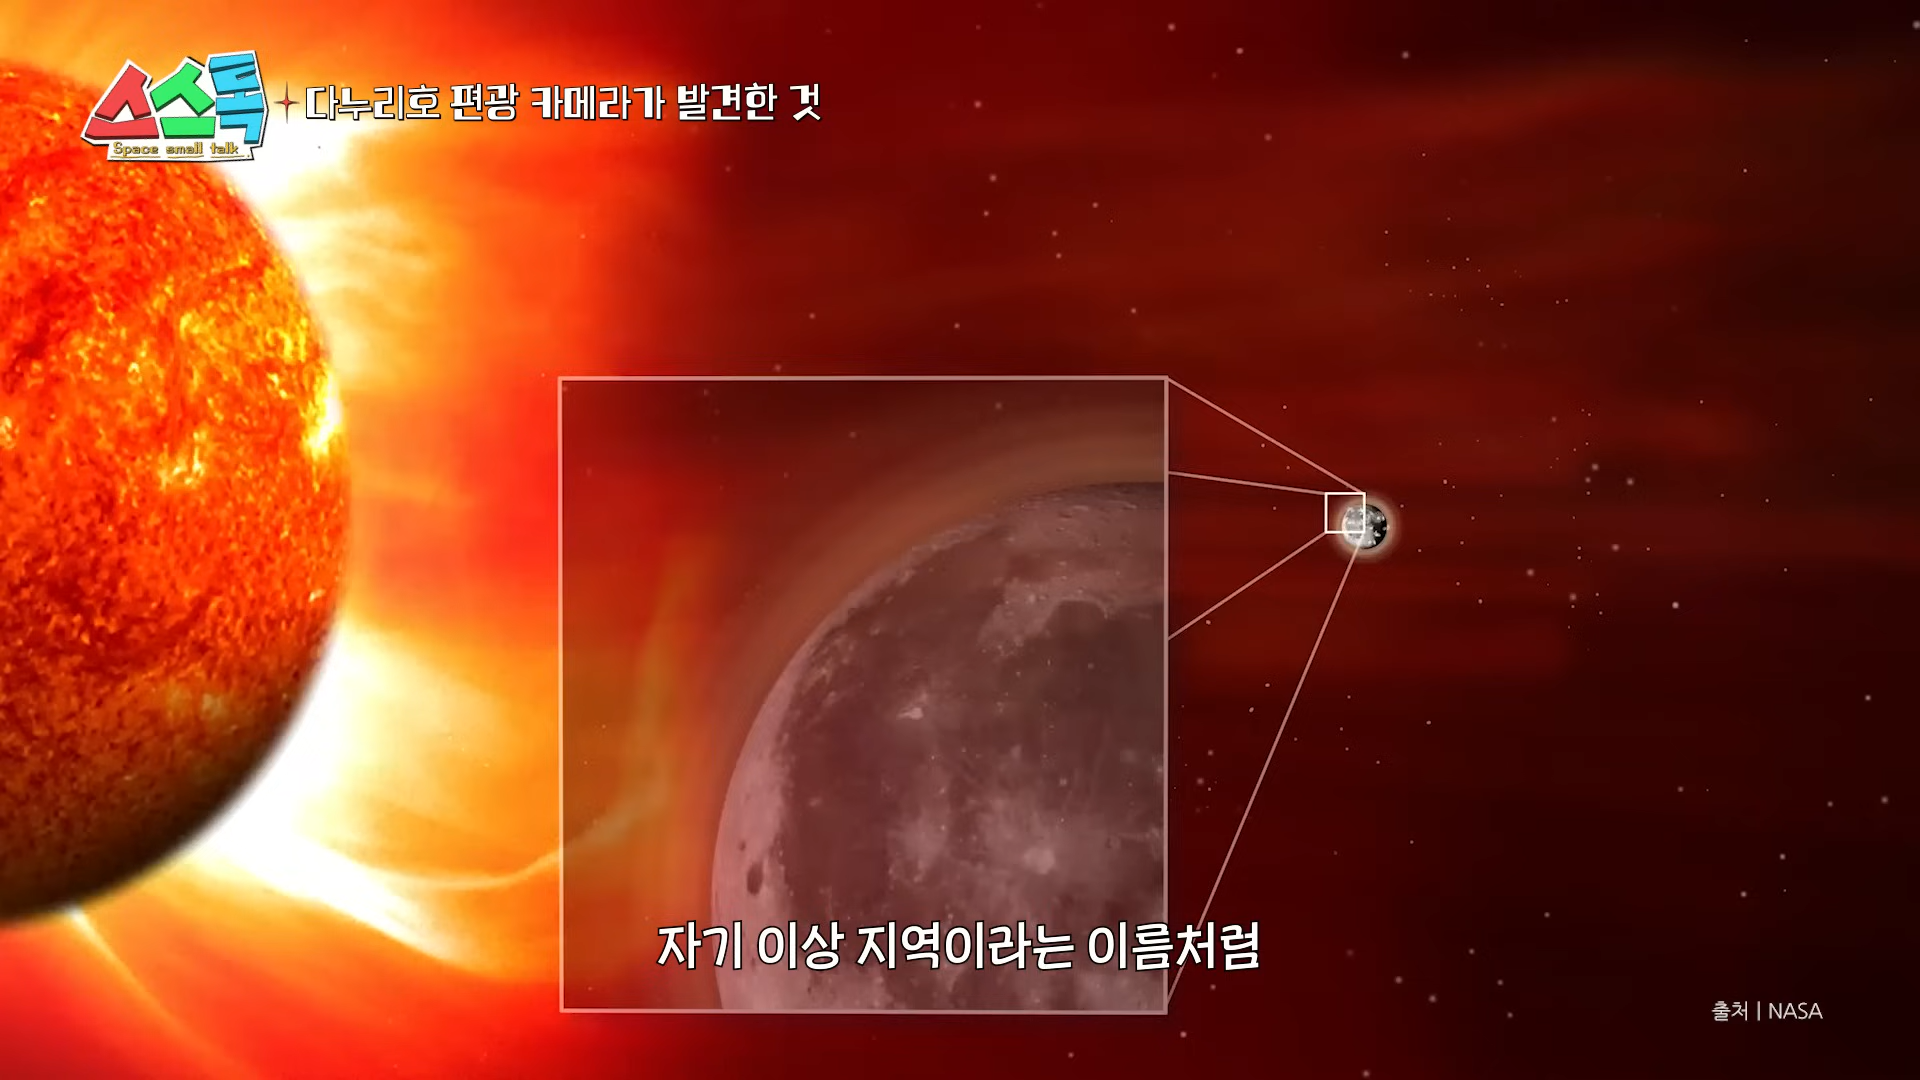 스스톡
Space small talk
다누리호 편광 카메라가 발견한 것
자기 이상 지역이라는 이름처럼
출처 | NASA